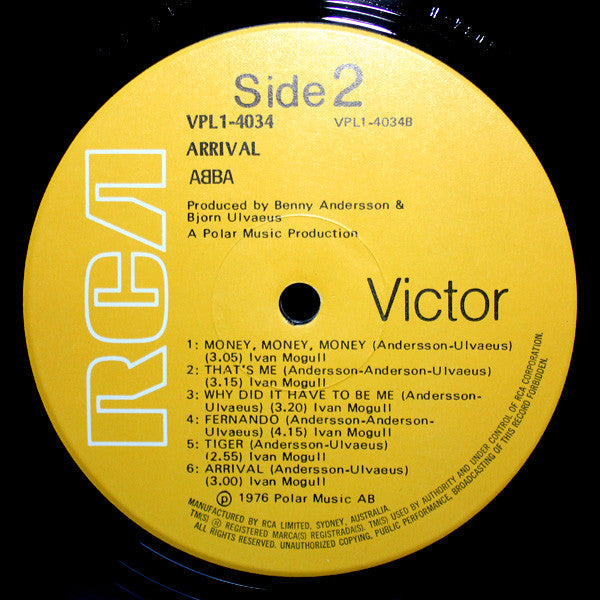 Side 2
VPL1-4034 VPL1-4034B
ARRIVAL
ABBA
Produced by Benny Andersson &
Bjorn Ulvaeus
A Polar Music Production
RCA
Victor
1: MONEY, MONEY, MONEY (Andersson-Ulvaeus)
(3.05) Ivan Mogull
2: THAT'S ME (Andersson-Anderson-Ulvaeus)
(3.15) Ivan Mogull
3: WHY DID IT HAVE TO BE ME (Andersson-
Ulvaeus) (3.20) Ivan Mogull
4: FERNANDO (Andersson-Anderson-
Ulvaeus) (4.15) Ivan Mogull
5: TIGER (Andersson-Ulvaeus)
(2.55) Ivan Mogull
6: ARRIVAL (Andersson-Ulvaeus)
(3.00) Ivan Mogull
℗ 1976 Polar Music AB
MANUFACTURED BY RCA LIMITED, SYDNEY, AUSTRALIA.
TM(S) ® REGISTERED MARCA(S) REGISTRADA(S). TM(S) USED BY AUTHORITY AND UNDER CONTROL OF RCA CORPORATION.
ALL RIGHTS RESERVED. UNAUTHORIZED COPYING, PUBLIC PERFORMANCE, BROADCASTING OF THIS RECORD FORBIDDEN.